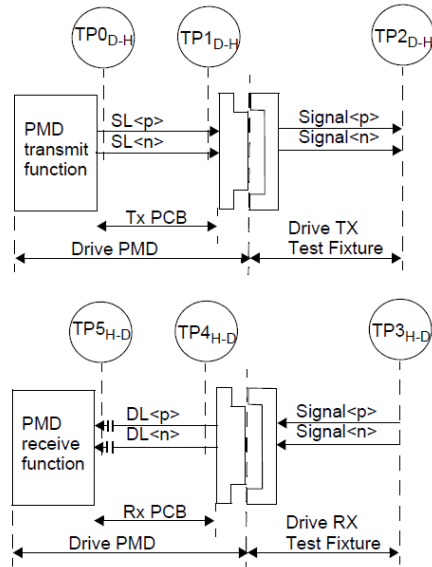 TP0D-H
TP1D-H
TP2D-H
PMD
transmit
function
SL<p>
SL<n>
Signal<p>
Signal<n>
Tx PCB
Drive PMD
Drive TX
Test Fixture
TP5H-D
TP4H-D
TP3H-D
PMD
receive
function
DL<p>
DL<n>
Signal<p>
Signal<n>
Rx PCB
Drive PMD
Drive RX
Test Fixture